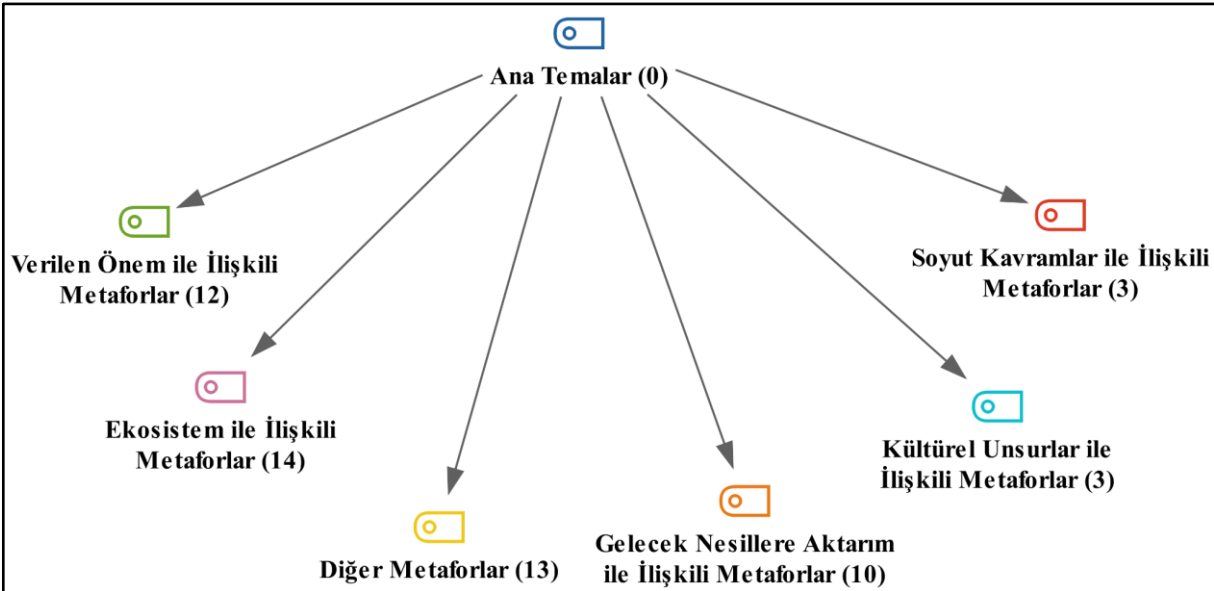 Ana Temalar (0)
Verilen Önem ile İlişkili
Metaforlar (12)
Soyut Kavramlar ile İlişkili
Metaforlar (3)
Ekosistem ile İlişkili
Metaforlar (14)
Kültürel Unsurlar ile
İlişkili Metaforlar (3)
Diğer Metaforlar (13)
Gelecek Nesillere Aktarım
ile İlişkili Metaforlar (10)